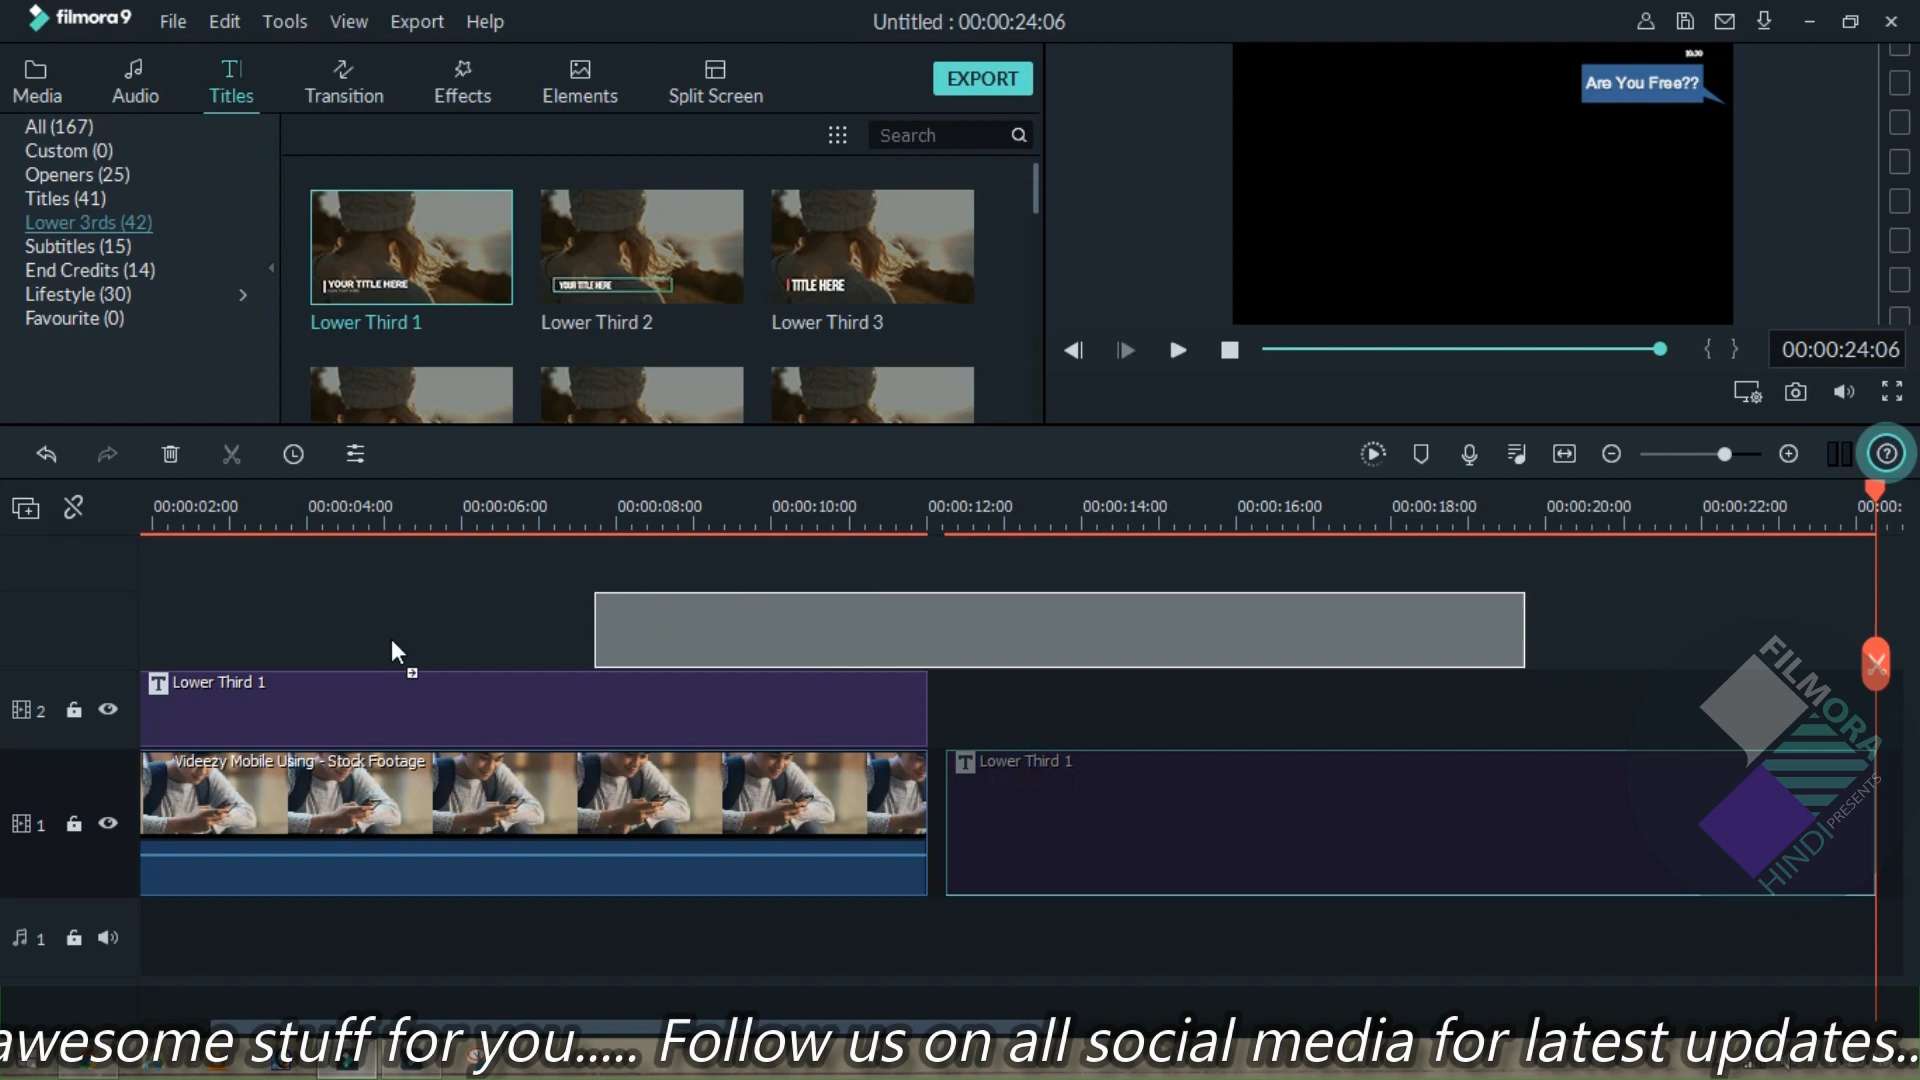 filmora9 File Edit Tools View Export Help Untitled : 00:00:24:06
Media Audio Titles Transition Effects Elements Split Screen EXPORT
All (167)
Custom (0)
Openers (25)
Titles (41)
Lower 3rds (42)
Subtitles (15)
End Credits (14)
Lifestyle (30)
Favourite (0)
Search
YOUR TITLE HERE
YOUR TITLE HERE
TITLE HERE
Lower Third 1 Lower Third 2 Lower Third 3
10:30
Are You Free??
{ } 00:00:24:06
00:00:02:00 00:00:04:00 00:00:06:00 00:00:08:00 00:00:10:00 00:00:12:00 00:00:14:00 00:00:16:00 00:00:18:00 00:00:20:00 00:00:22:00 00:00:
T Lower Third 1
2
Videezy Mobile Using - Stock Footage
T Lower Third 1
1
1
FILMORA
HINDI PRESENTS
awesome stuff for you..... Follow us on all social media for latest updates..